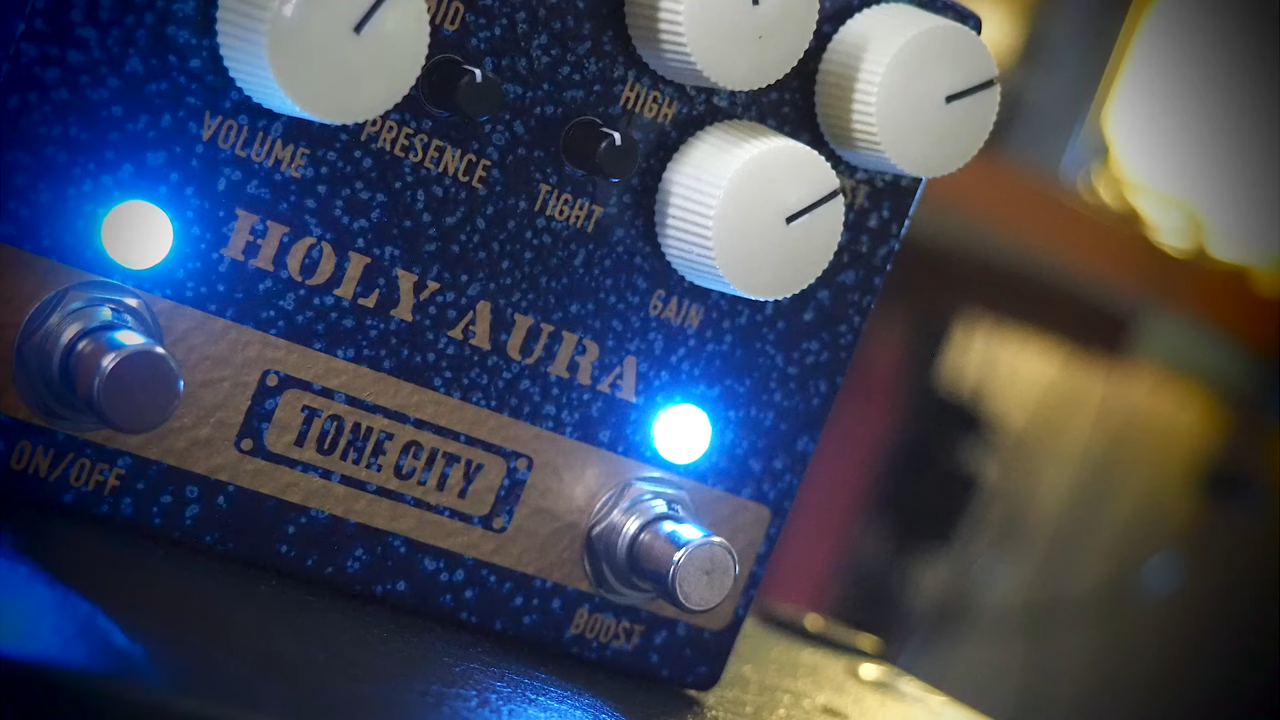 HIGH
VOLUME
PRESENCE
TIGHT
GAIN
HOLY AURA
TONE CITY
ON/OFF
BOOST